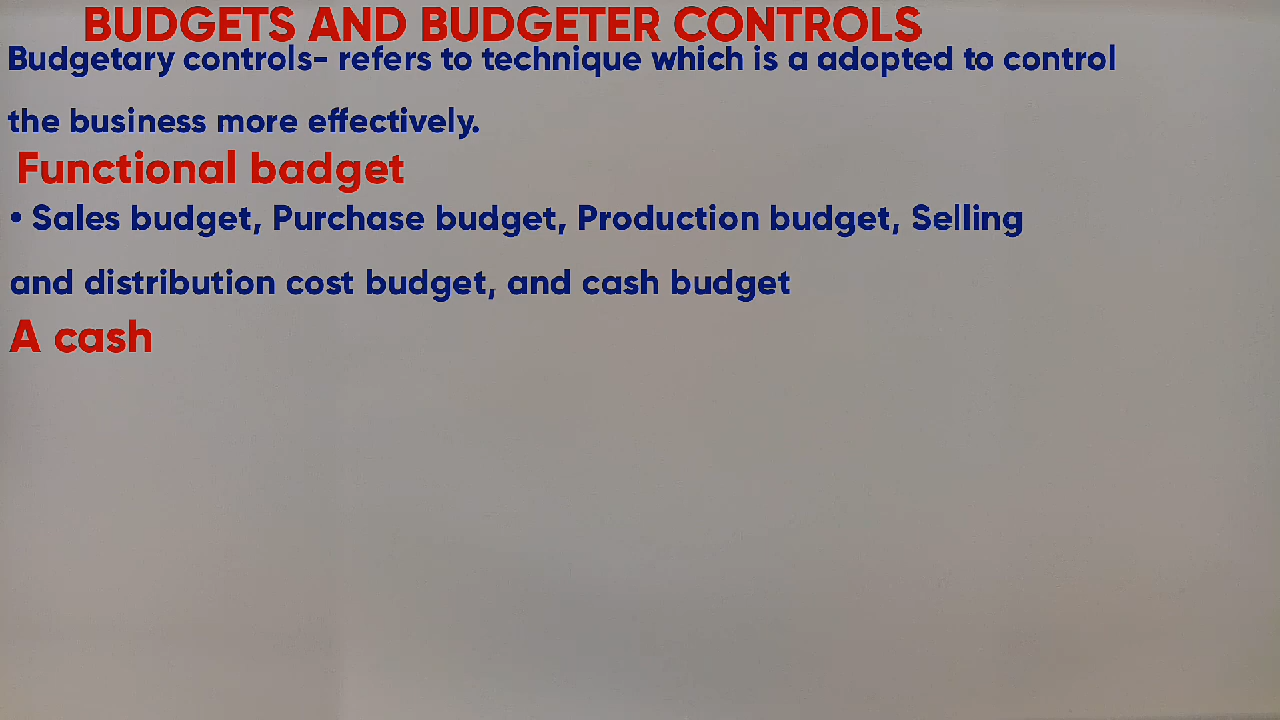 BUDGETS AND BUDGETER CONTROLS
Budgetary controls- refers to technique which is a adopted to control
the business more effectively.
Functional badget
• Sales budget, Purchase budget, Production budget, Selling
and distribution cost budget, and cash budget
A cash